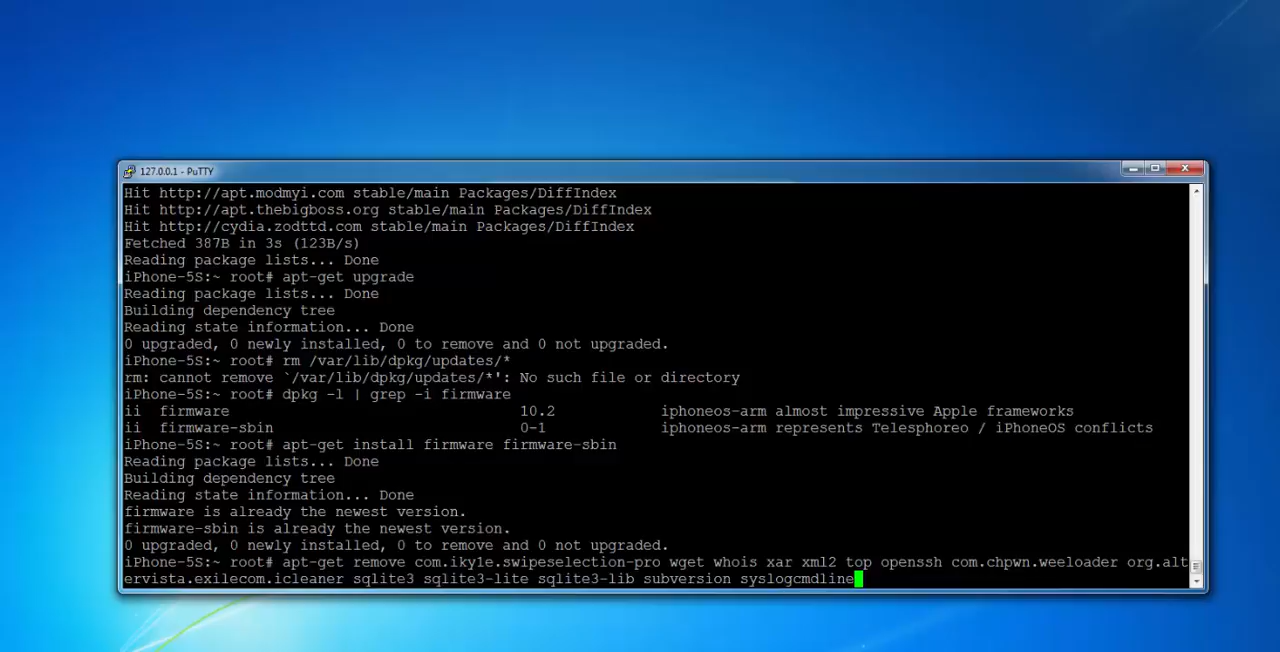 127.0.0.1 - PuTTY
Hit http://apt.modmyi.com stable/main Packages/DiffIndex
Hit http://apt.thebigboss.org stable/main Packages/DiffIndex
Hit http://cydia.zodttd.com stable/main Packages/DiffIndex
Fetched 387B in 3s (123B/s)
Reading package lists... Done
iPhone-5S:~ root# apt-get upgrade
Reading package lists... Done
Building dependency tree
Reading state information... Done
0 upgraded, 0 newly installed, 0 to remove and 0 not upgraded.
iPhone-5S:~ root# rm /var/lib/dpkg/updates/*
rm: cannot remove `/var/lib/dpkg/updates/*': No such file or directory
iPhone-5S:~ root# dpkg -l | grep -i firmware
ii  firmware                                 10.2            iphoneos-arm almost impressive Apple frameworks
ii  firmware-sbin                            0-1             iphoneos-arm represents Telesphoreo / iPhoneOS conflicts
iPhone-5S:~ root# apt-get install firmware firmware-sbin
Reading package lists... Done
Building dependency tree
Reading state information... Done
firmware is already the newest version.
firmware-sbin is already the newest version.
0 upgraded, 0 newly installed, 0 to remove and 0 not upgraded.
iPhone-5S:~ root# apt-get remove com.ikyle.swipeselection-pro wget whois xar xml2 top openssh com.chpwn.weeloader org.alt
ervista.exilecom.icleaner sqlite3 sqlite3-lite sqlite3-lib subversion syslogcmdline